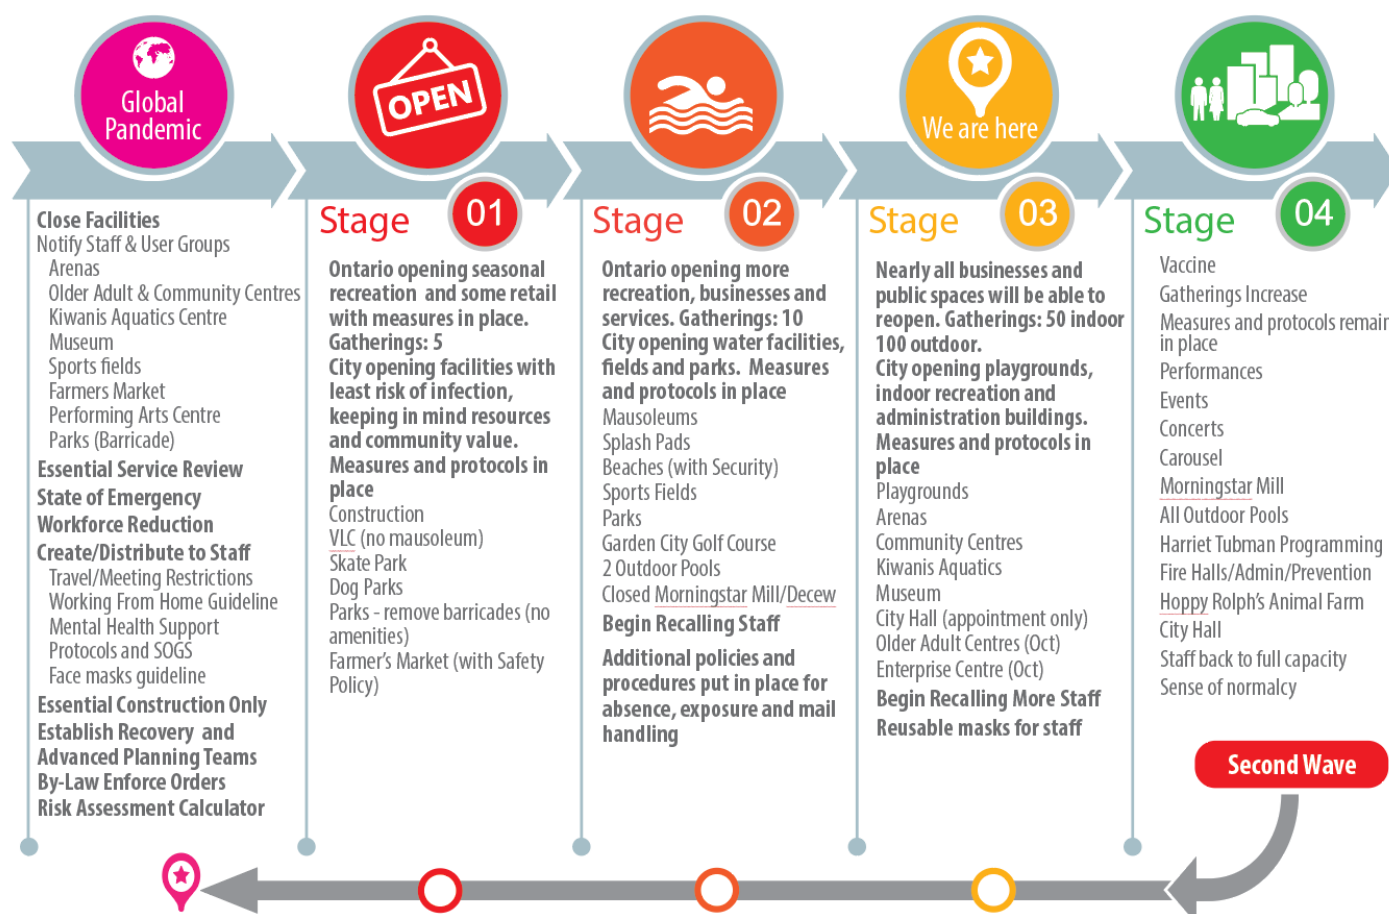 Global
Pandemic
OPEN
We are here
Close Facilities
Notify Staff & User Groups
Arenas
Older Adult & Community Centres
Kiwanis Aquatics Centre
Museum
Sports fields
Farmers Market
Performing Arts Centre
Parks (Barricade)
Essential Service Review
State of Emergency
Workforce Reduction
Create/Distribute to Staff
Travel/Meeting Restrictions
Working From Home Guideline
Mental Health Support
Protocols and SOGS
Face masks guideline
Essential Construction Only
Establish Recovery and
Advanced Planning Teams
By-Law Enforce Orders
Risk Assessment Calculator
Stage 01
Ontario opening seasonal
recreation and some retail
with measures in place.
Gatherings: 5
City opening facilities with
least risk of infection,
keeping in mind resources
and community value.
Measures and protocols in
place
Construction
VLC (no mausoleum)
Skate Park
Dog Parks
Parks - remove barricades (no
amenities)
Farmer's Market (with Safety
Policy)
Stage 02
Ontario opening more
recreation, businesses and
services. Gatherings: 10
City opening water facilities,
fields and parks. Measures
and protocols in place
Mausoleums
Splash Pads
Beaches (with Security)
Sports Fields
Parks
Garden City Golf Course
2 Outdoor Pools
Closed Morningstar Mill/Decew
Begin Recalling Staff
Additional policies and
procedures put in place for
absence, exposure and mail
handling
Stage 03
Nearly all businesses and
public spaces will be able to
reopen. Gatherings: 50 indoor
100 outdoor.
City opening playgrounds,
indoor recreation and
administration buildings.
Measures and protocols in
place
Playgrounds
Arenas
Community Centres
Kiwanis Aquatics
Museum
City Hall (appointment only)
Older Adult Centres (Oct)
Enterprise Centre (Oct)
Begin Recalling More Staff
Reusable masks for staff
Stage 04
Vaccine
Gatherings Increase
Measures and protocols remain
in place
Performances
Events
Concerts
Carousel
Morningstar Mill
All Outdoor Pools
Harriet Tubman Programming
Fire Halls/Admin/Prevention
Hoppy Rolph's Animal Farm
City Hall
Staff back to full capacity
Sense of normalcy
Second Wave